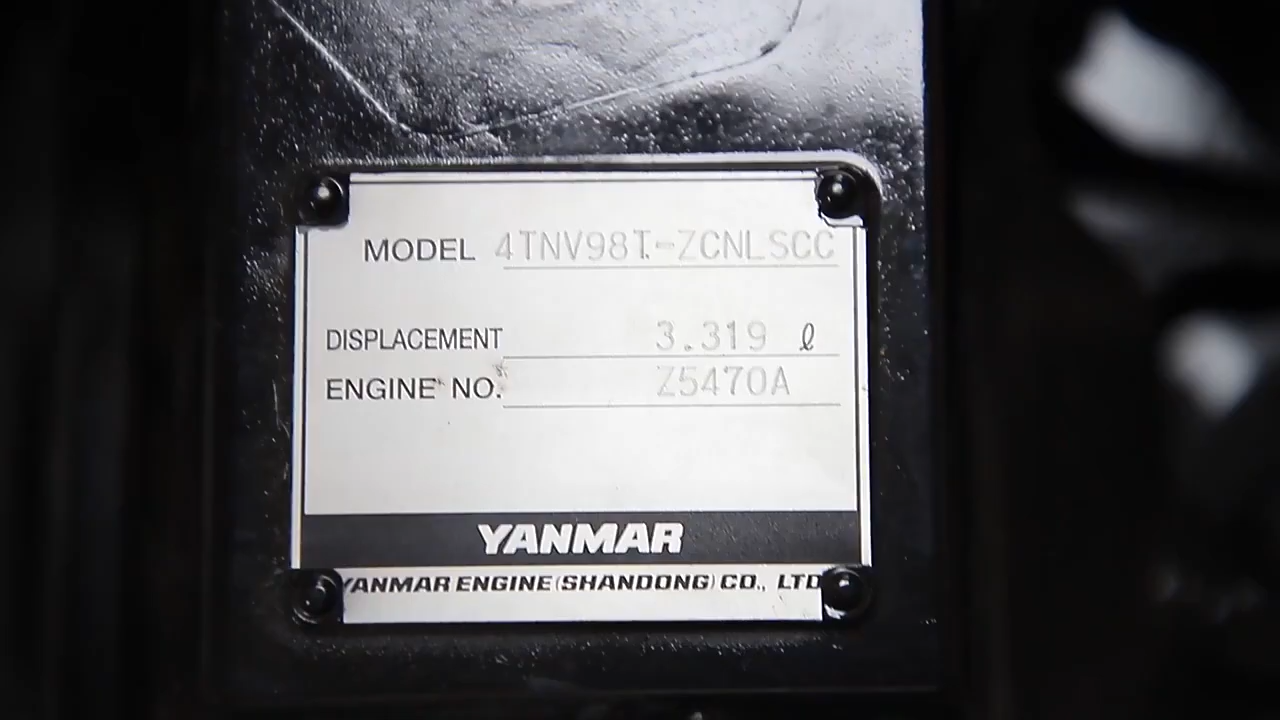 MODEL 4TNV98T-ZCNLSCC
DISPLACEMENT 3.319 ℓ
ENGINE NO. Z5470A
YANMAR
YANMAR ENGINE (SHANDONG) CO., LTD